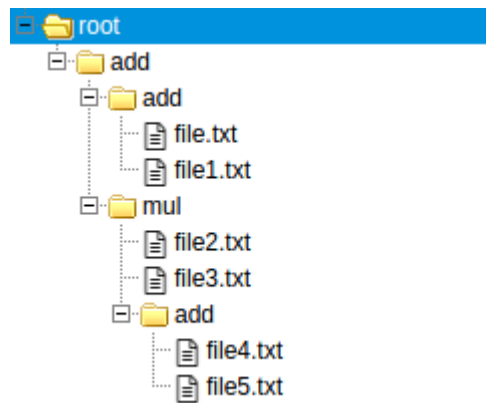 root
add
add
file.txt
file1.txt
mul
file2.txt
file3.txt
add
file4.txt
file5.txt